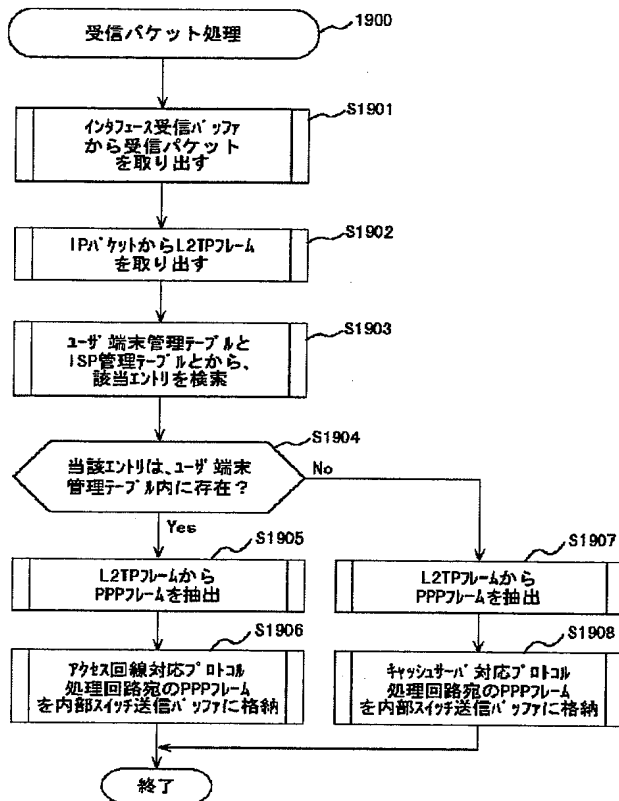 受信パケット処理
1900
インタフェース受信バッファ
から受信パケット
を取り出す
S1901
IPパケットからL2TPフレーム
を取り出す
S1902
ユーザ端末管理テーブルと
ISP管理テーブルとから、
該当エントリを検索
S1903
当該エントリは、ユーザ端末
管理テーブル内に存在?
S1904
No
Yes
L2TPフレームから
PPPフレームを抽出
S1905
L2TPフレームから
PPPフレームを抽出
S1907
アクセス回線対応プロトコル
処理回路宛のPPPフレーム
を内部スイッチ送信バッファに格納
S1906
キャッシュサーバ対応プロトコル
処理回路宛のPPPフレーム
を内部スイッチ送信バッファに格納
S1908
終了